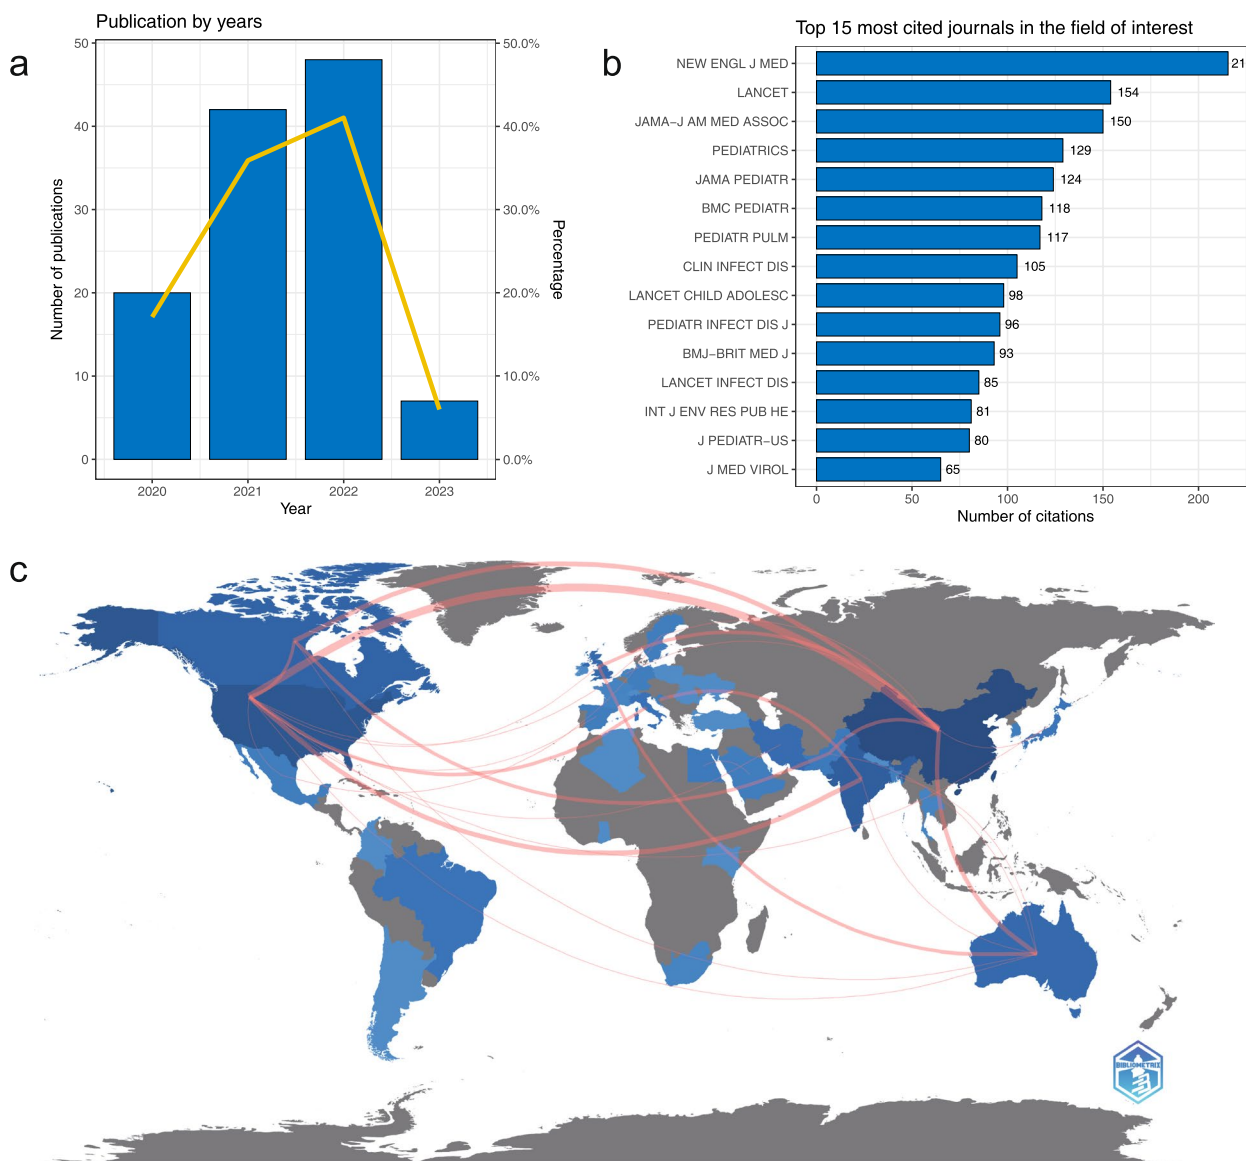 a
Publication by years
50
40
30
20
10
0
Number of publications
50.0%
40.0%
30.0%
20.0%
10.0%
0.0%
Percentage
2020 2021 2022 2023
Year
b
Top 15 most cited journals in the field of interest
NEW ENGL J MED 21
LANCET 154
JAMA−J AM MED ASSOC 150
PEDIATRICS 129
JAMA PEDIATR 124
BMC PEDIATR 118
PEDIATR PULM 117
CLIN INFECT DIS 105
LANCET CHILD ADOLESC 98
PEDIATR INFECT DIS J 96
BMJ−BRIT MED J 93
LANCET INFECT DIS 85
INT J ENV RES PUB HE 81
J PEDIATR−US 80
J MED VIROL 65
0 50 100 150 200
Number of citations
c
BIBLIOMETRIX